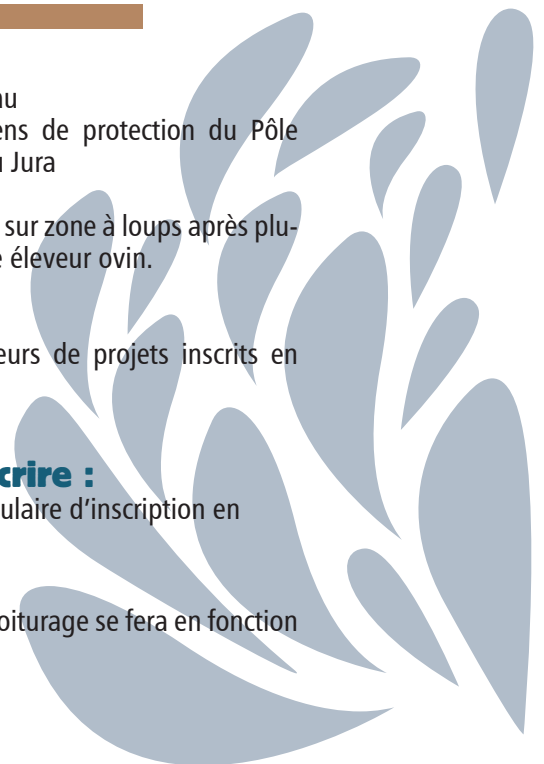 au
ens de protection du Pôle
u Jura
sur zone à loups après plu-
e éleveur ovin.
eurs de projets inscrits en
crire :
ulaire d'inscription en
oiturage se fera en fonction